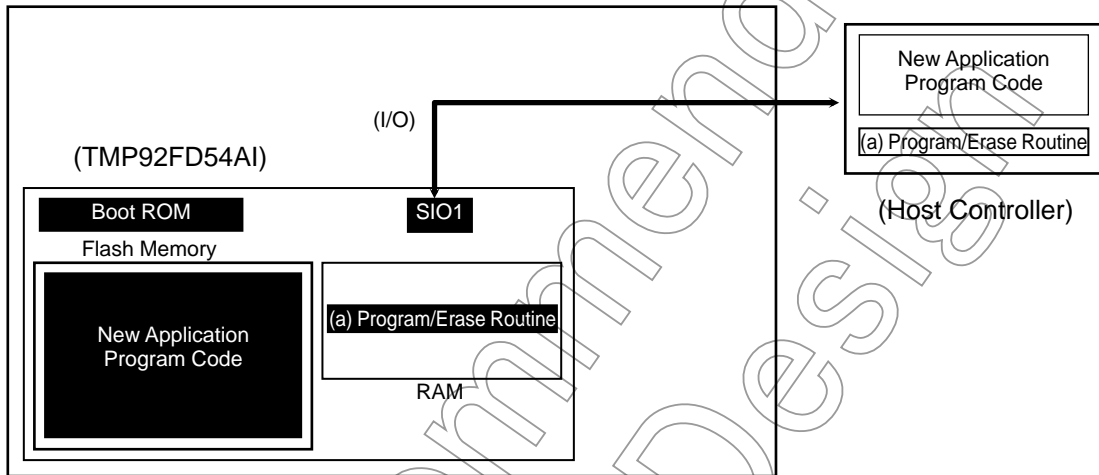 New Application
Program Code
(I/O)
(a) Program/Erase Routine
(TMP92FD54AI)
Boot ROM
SIO1
(Host Controller)
Flash Memory
New Application
Program Code
(a) Program/Erase Routine
RAM
Design